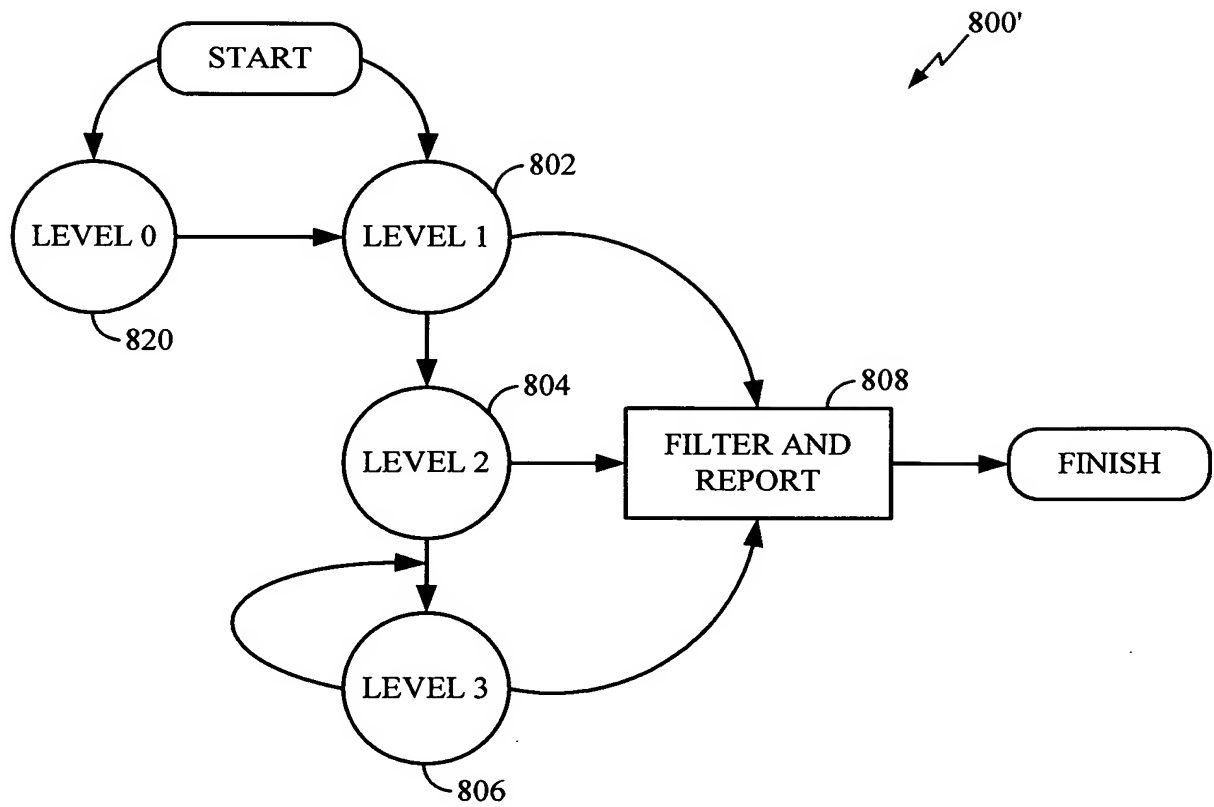 800'
START
802
LEVEL 0
LEVEL 1
820
804
808
LEVEL 2
FILTER AND
REPORT
FINISH
LEVEL 3
806